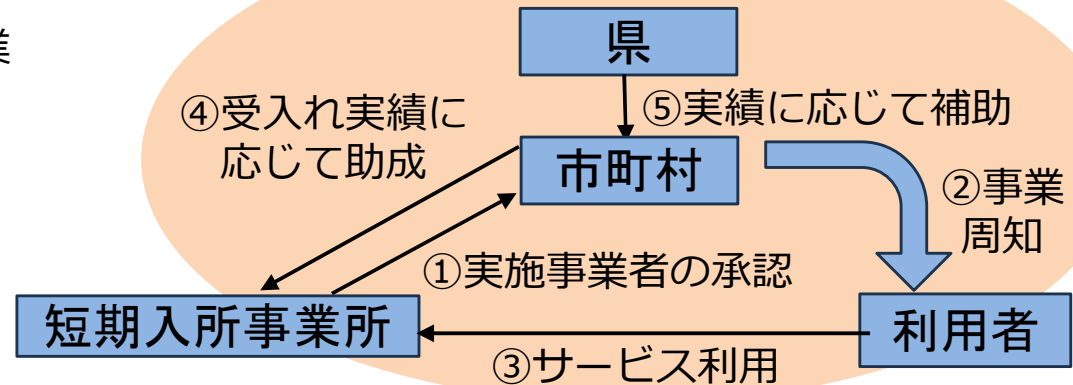 業
県
④受入れ実績に
応じて助成
⑤実績に応じて補助
市町村
②事業
周知
①実施事業者の承認
短期入所事業所
利用者
③サービス利用